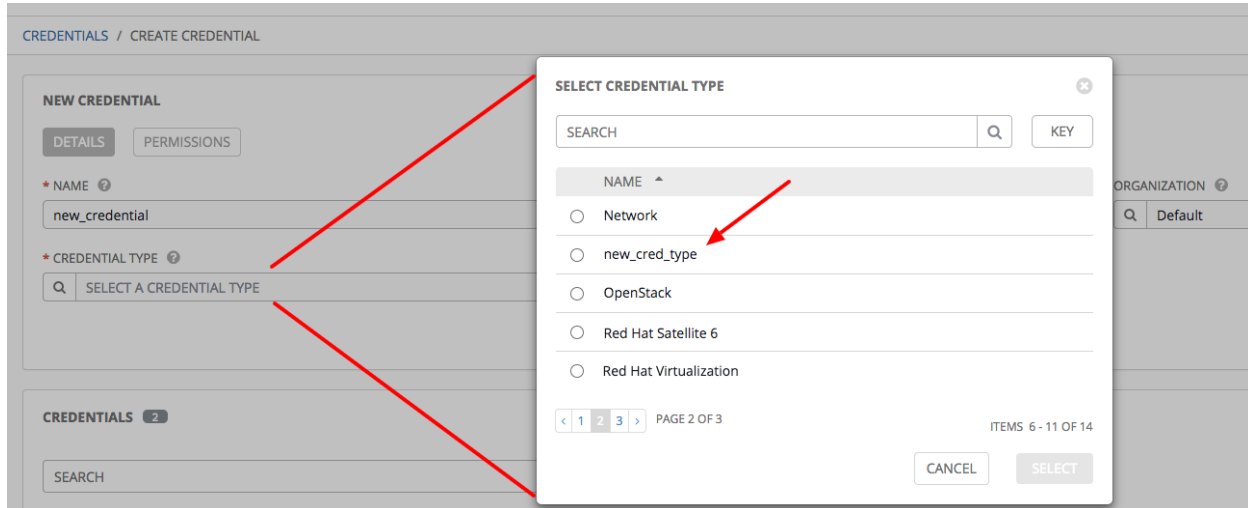 CREDENTIALS / CREATE CREDENTIAL
NEW CREDENTIAL
DETAILS PERMISSIONS
* NAME
new_credential
* CREDENTIAL TYPE
SELECT A CREDENTIAL TYPE
ORGANIZATION
Default
CREDENTIALS 2
SEARCH
SELECT CREDENTIAL TYPE
SEARCH KEY
NAME
Network
new_cred_type
OpenStack
Red Hat Satellite 6
Red Hat Virtualization
< 1 2 3 > PAGE 2 OF 3
ITEMS 6 - 11 OF 14
CANCEL SELECT